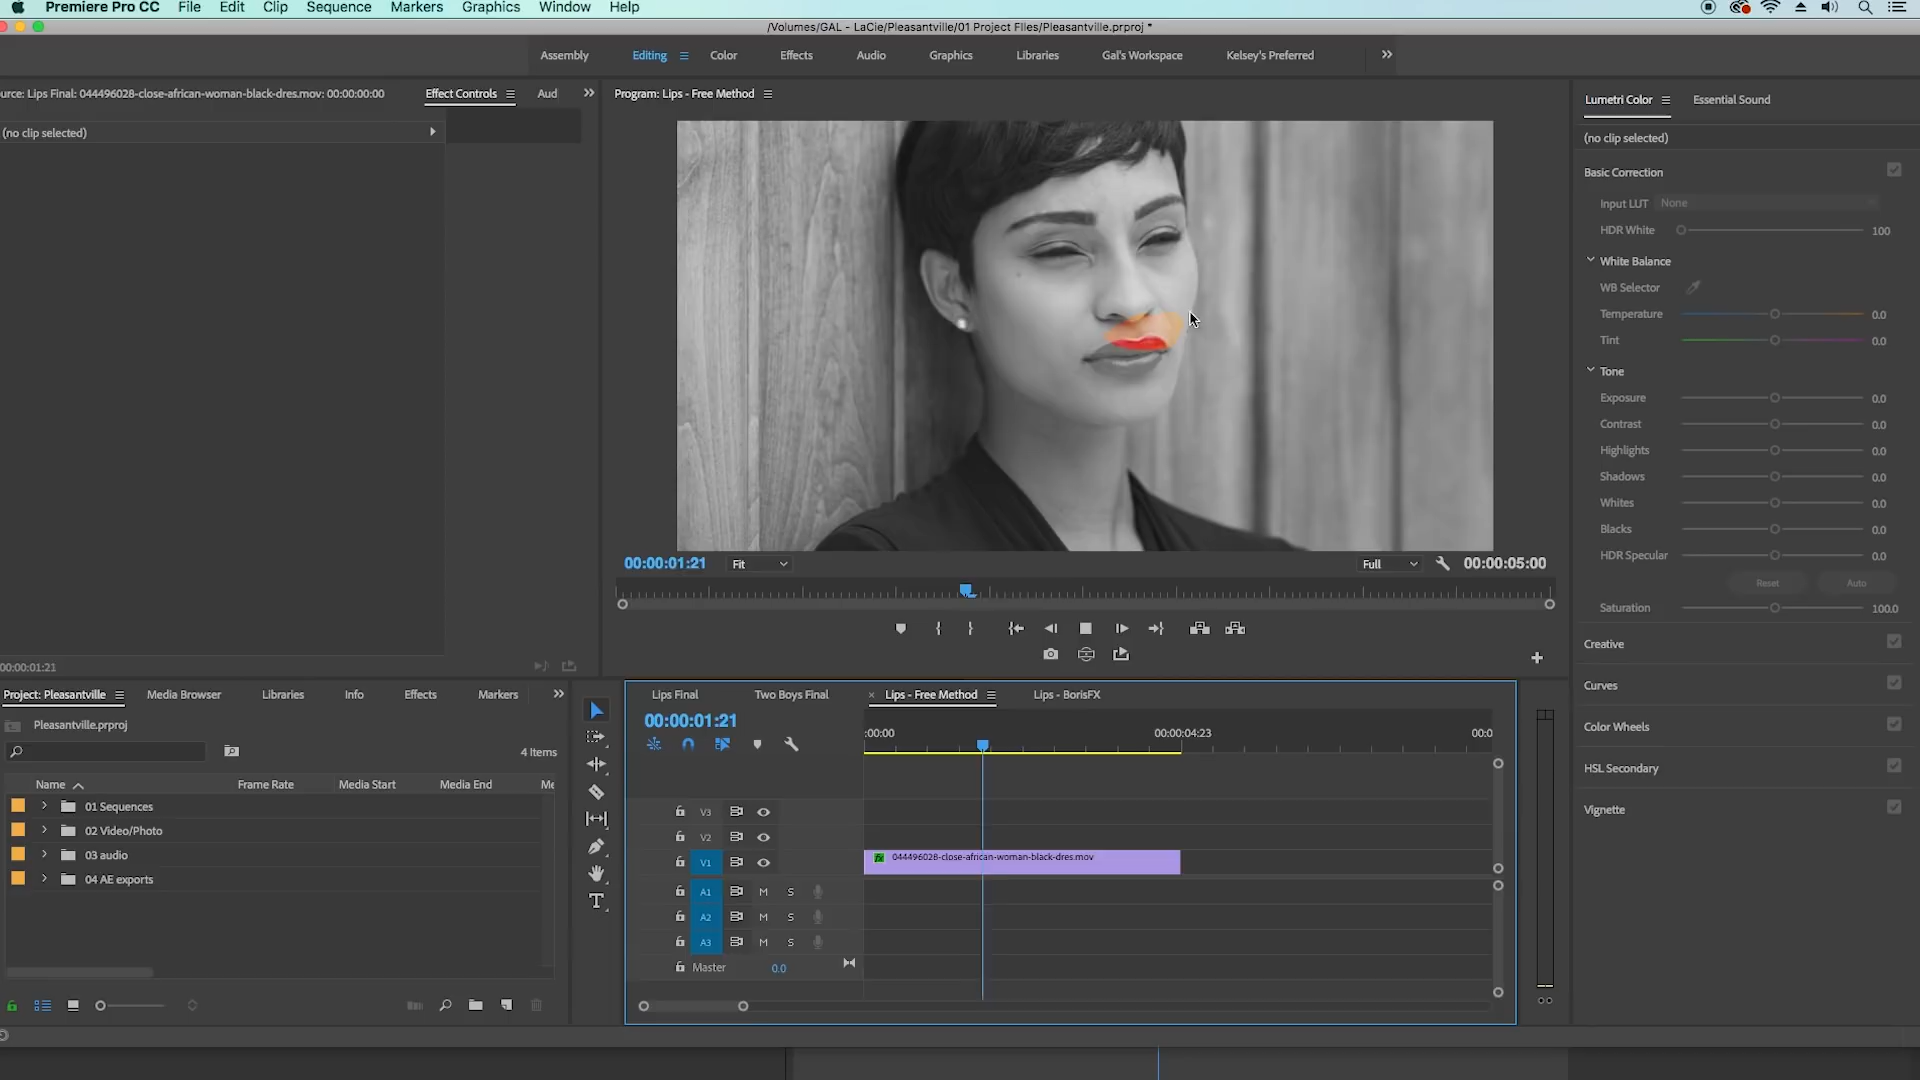 Premiere Pro CC File Edit Clip Sequence Markers Graphics Window Help
/Volumes/GAL - LaCie/Pleasantville/01 Project Files/Pleasantville.prproj *
Assembly Editing Color Effects Audio Graphics Libraries Gal's Workspace Kelsey's Preferred
urce: Lips Final: 044496028-close-african-woman-black-dres.mov: 00:00:00:00 Effect Controls Aud
(no clip selected)
00:00:01:21
Program: Lips - Free Method
00:00:01:21 Fit Full 00:00:05:00
Lumetri Color Essential Sound
(no clip selected)
Basic Correction
Input LUT None
HDR White 100
White Balance
WB Selector
Temperature 0.0
Tint 0.0
Tone
Exposure 0.0
Contrast 0.0
Highlights 0.0
Shadows 0.0
Whites 0.0
Blacks 0.0
HDR Specular 0.0
Reset Auto
Saturation 100.0
Creative
Curves
Color Wheels
HSL Secondary
Vignette
Project: Pleasantville Media Browser Libraries Info Effects Markers
Pleasantville.prproj
4 Items
Name Frame Rate Media Start Media End Me
01 Sequences
02 Video/Photo
03 audio
04 AE exports
Lips Final Two Boys Final × Lips - Free Method Lips - BorisFX
00:00:01:21
:00:00 00:00:04:23 00:0
V3
V2
V1 fx 044496028-close-african-woman-black-dres.mov
A1 M S
A2 M S
A3 M S
Master 0.0